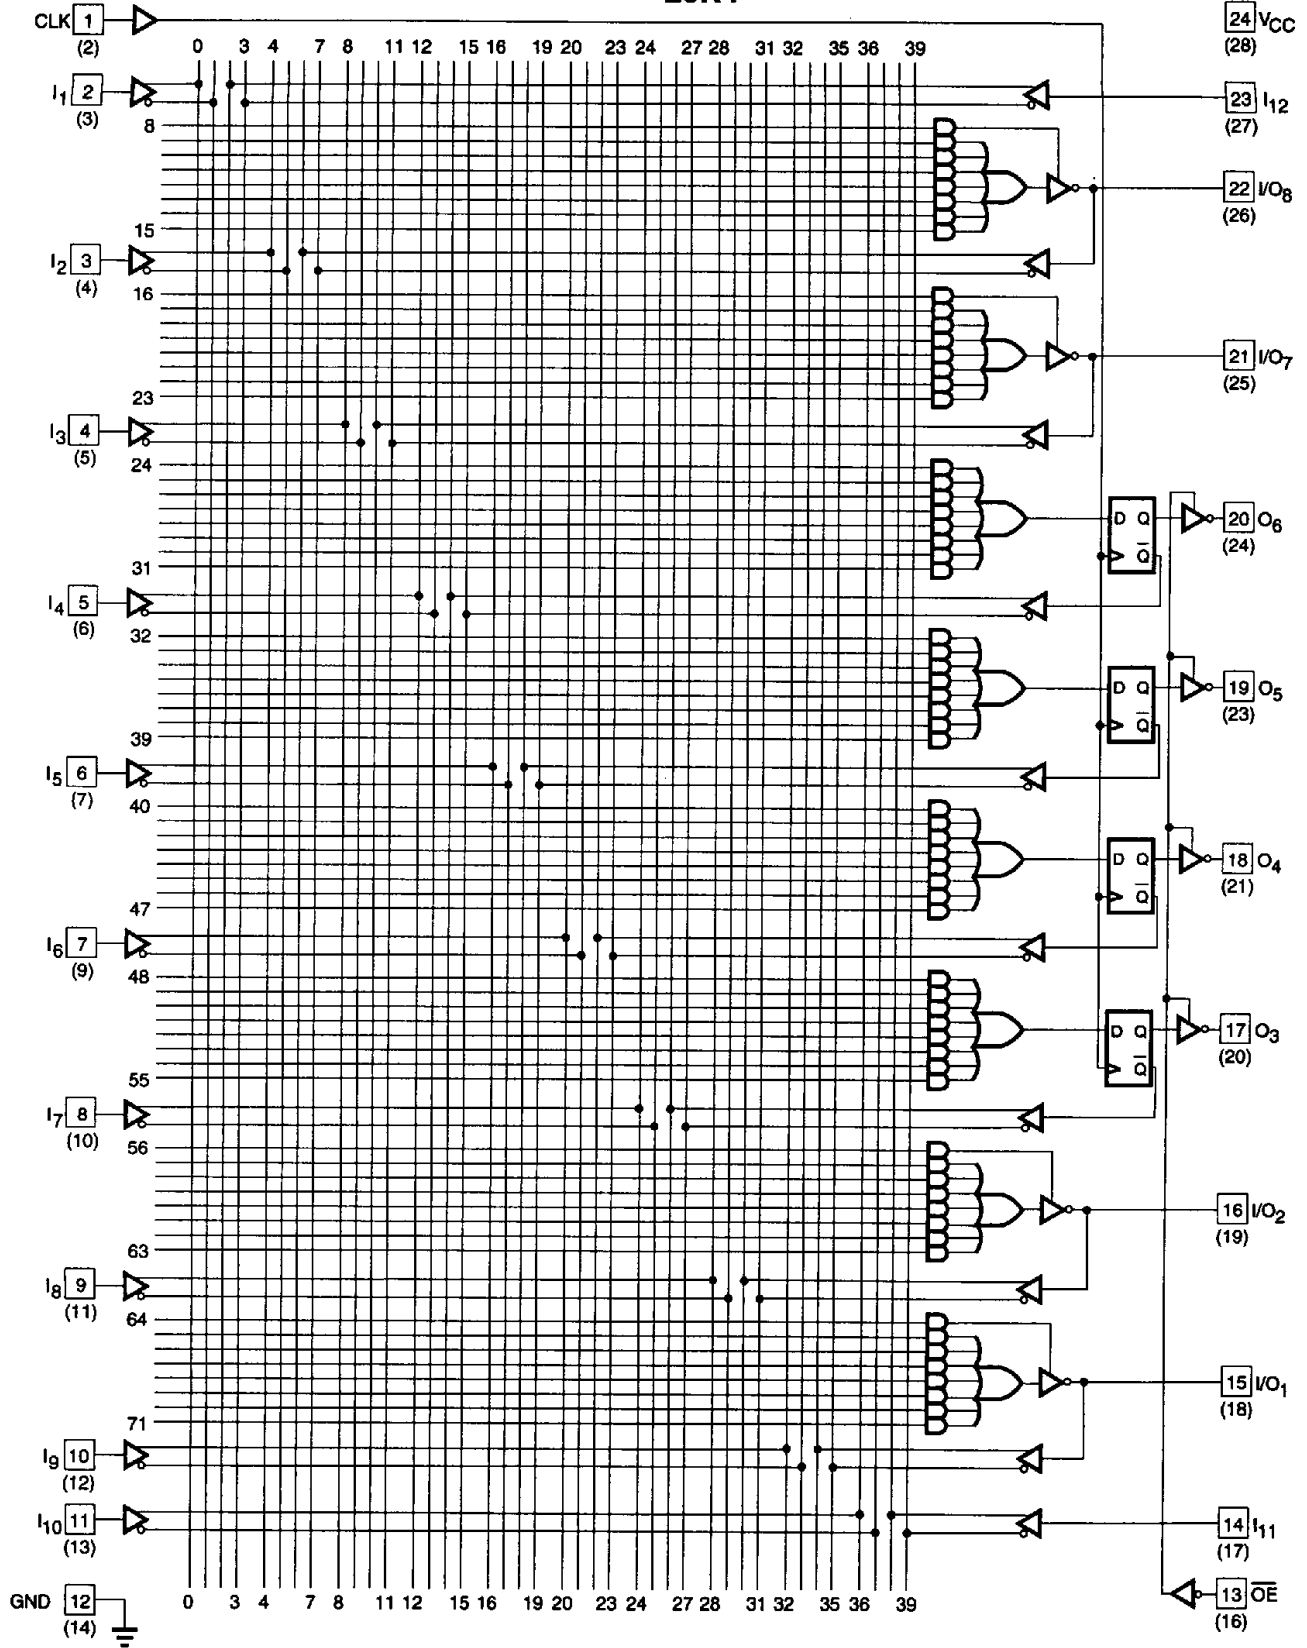 CLK 1 24 VCC
(2) (28)
0 3 4 7 8 11 12 15 16 19 20 23 24 27 28 31 32 35 36 39
I1 2 23 I12
(3) (27)
8
22 I/O8
(26)
15
I2 3
(4)
16
21 I/O7
(25)
23
I3 4
(5)
24
D Q 20 O6
(24)
Q
31
I4 5
(6)
32
D Q 19 O5
(23)
Q
39
I5 6
(7)
40
D Q 18 O4
(21)
Q
47
I6 7
(9)
48
D Q 17 O3
(20)
Q
55
I7 8
(10)
56
16 I/O2
(19)
63
I8 9
(11)
64
15 I/O1
(18)
71
I9 10
(12)
I10 11 14 I11
(13) (17)
GND 12 0 3 4 7 8 11 12 15 16 19 20 23 24 27 28 31 32 35 36 39 13 OE
(14) (16)